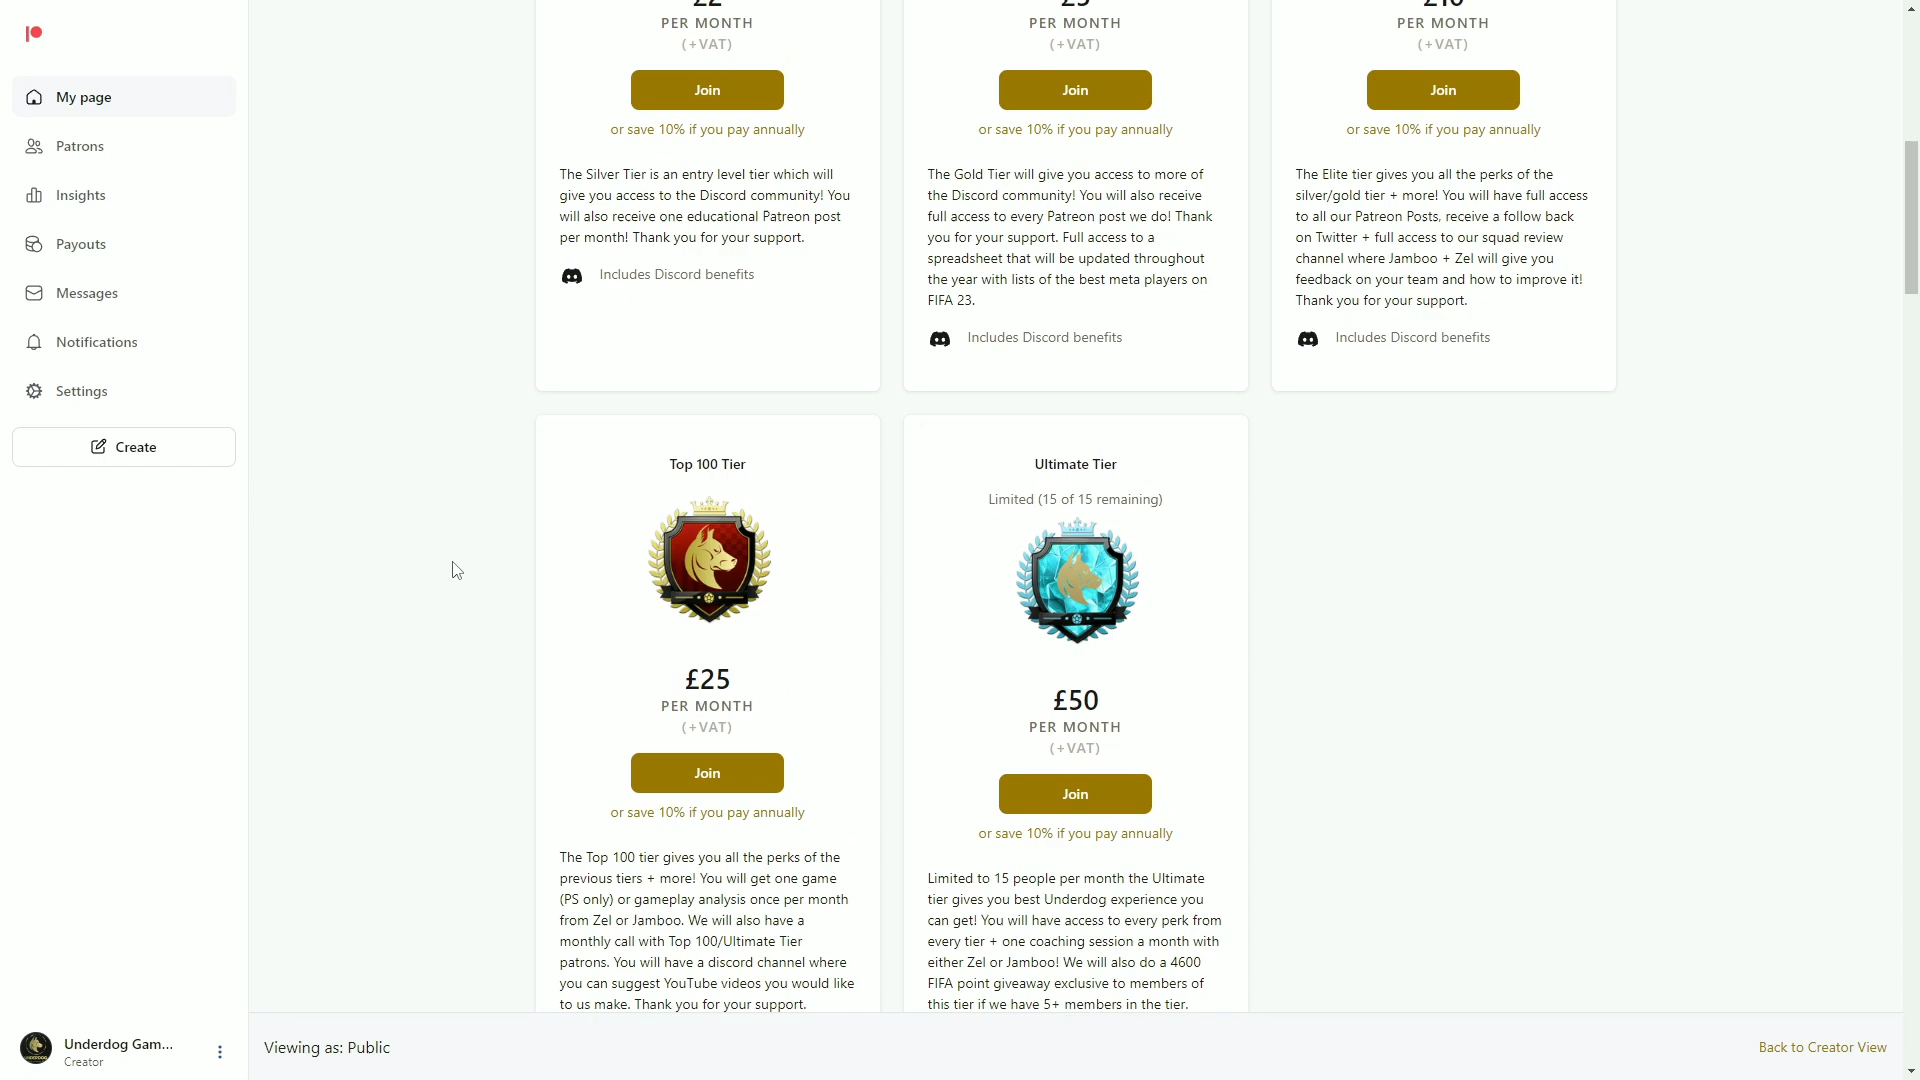 My page
Patrons
Insights
Payouts
Messages
Notifications
Settings
Create
Underdog Gam...
Creator
£2
PER MONTH
(+VAT)
Join
or save 10% if you pay annually
The Silver Tier is an entry level tier which will
give you access to the Discord community! You
will also receive one educational Patreon post
per month! Thank you for your support.
Includes Discord benefits
PER MONTH
(+VAT)
Join
or save 10% if you pay annually
The Gold Tier will give you access to more of
the Discord community! You will also receive
full access to every Patreon post we do! Thank
you for your support. Full access to a
spreadsheet that will be updated throughout
the year with lists of the best meta players on
FIFA 23.
Includes Discord benefits
£10
PER MONTH
(+VAT)
Join
or save 10% if you pay annually
The Elite tier gives you all the perks of the
silver/gold tier + more! You will have full access
to all our Patreon Posts, receive a follow back
on Twitter + full access to our squad review
channel where Jamboo + Zel will give you
feedback on your team and how to improve it!
Thank you for your support.
Includes Discord benefits
Top 100 Tier
£25
PER MONTH
(+VAT)
Join
or save 10% if you pay annually
The Top 100 tier gives you all the perks of the
previous tiers + more! You will get one game
(PS only) or gameplay analysis once per month
from Zel or Jamboo. We will also have a
monthly call with Top 100/Ultimate Tier
patrons. You will have a discord channel where
you can suggest YouTube videos you would like
to us make. Thank you for your support.
Ultimate Tier
Limited (15 of 15 remaining)
£50
PER MONTH
(+VAT)
Join
or save 10% if you pay annually
Limited to 15 people per month the Ultimate
tier gives you best Underdog experience you
can get! You will have access to every perk from
every tier + one coaching session a month with
either Zel or Jamboo! We will also do a 4600
FIFA point giveaway exclusive to members of
this tier if we have 5+ members in the tier.
Viewing as: Public
Back to Creator View